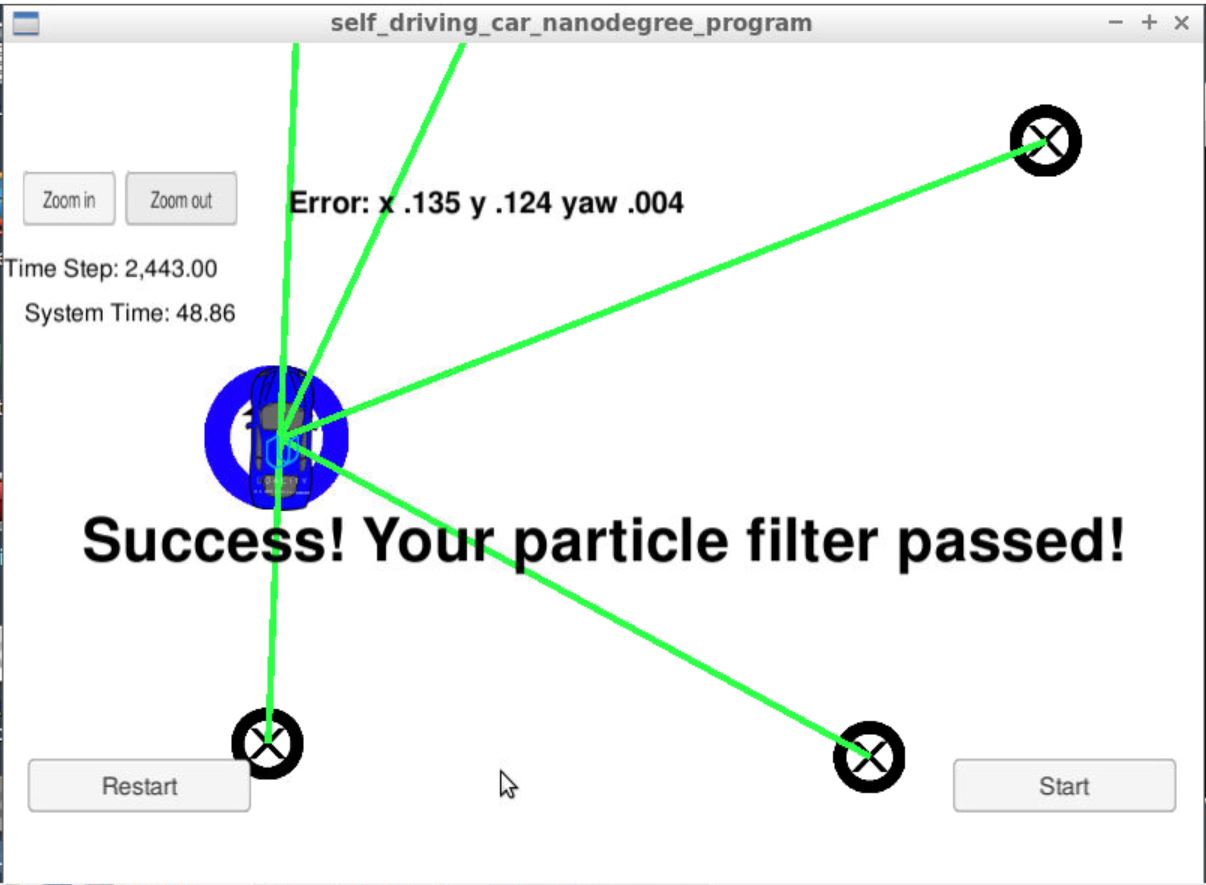 self_driving_car_nanodegree_program
Zoom in
Zoom out
Error: x .135 y .124 yaw .004
Time Step: 2,443.00
System Time: 48.86
Success! Your particle filter passed!
Restart
Start